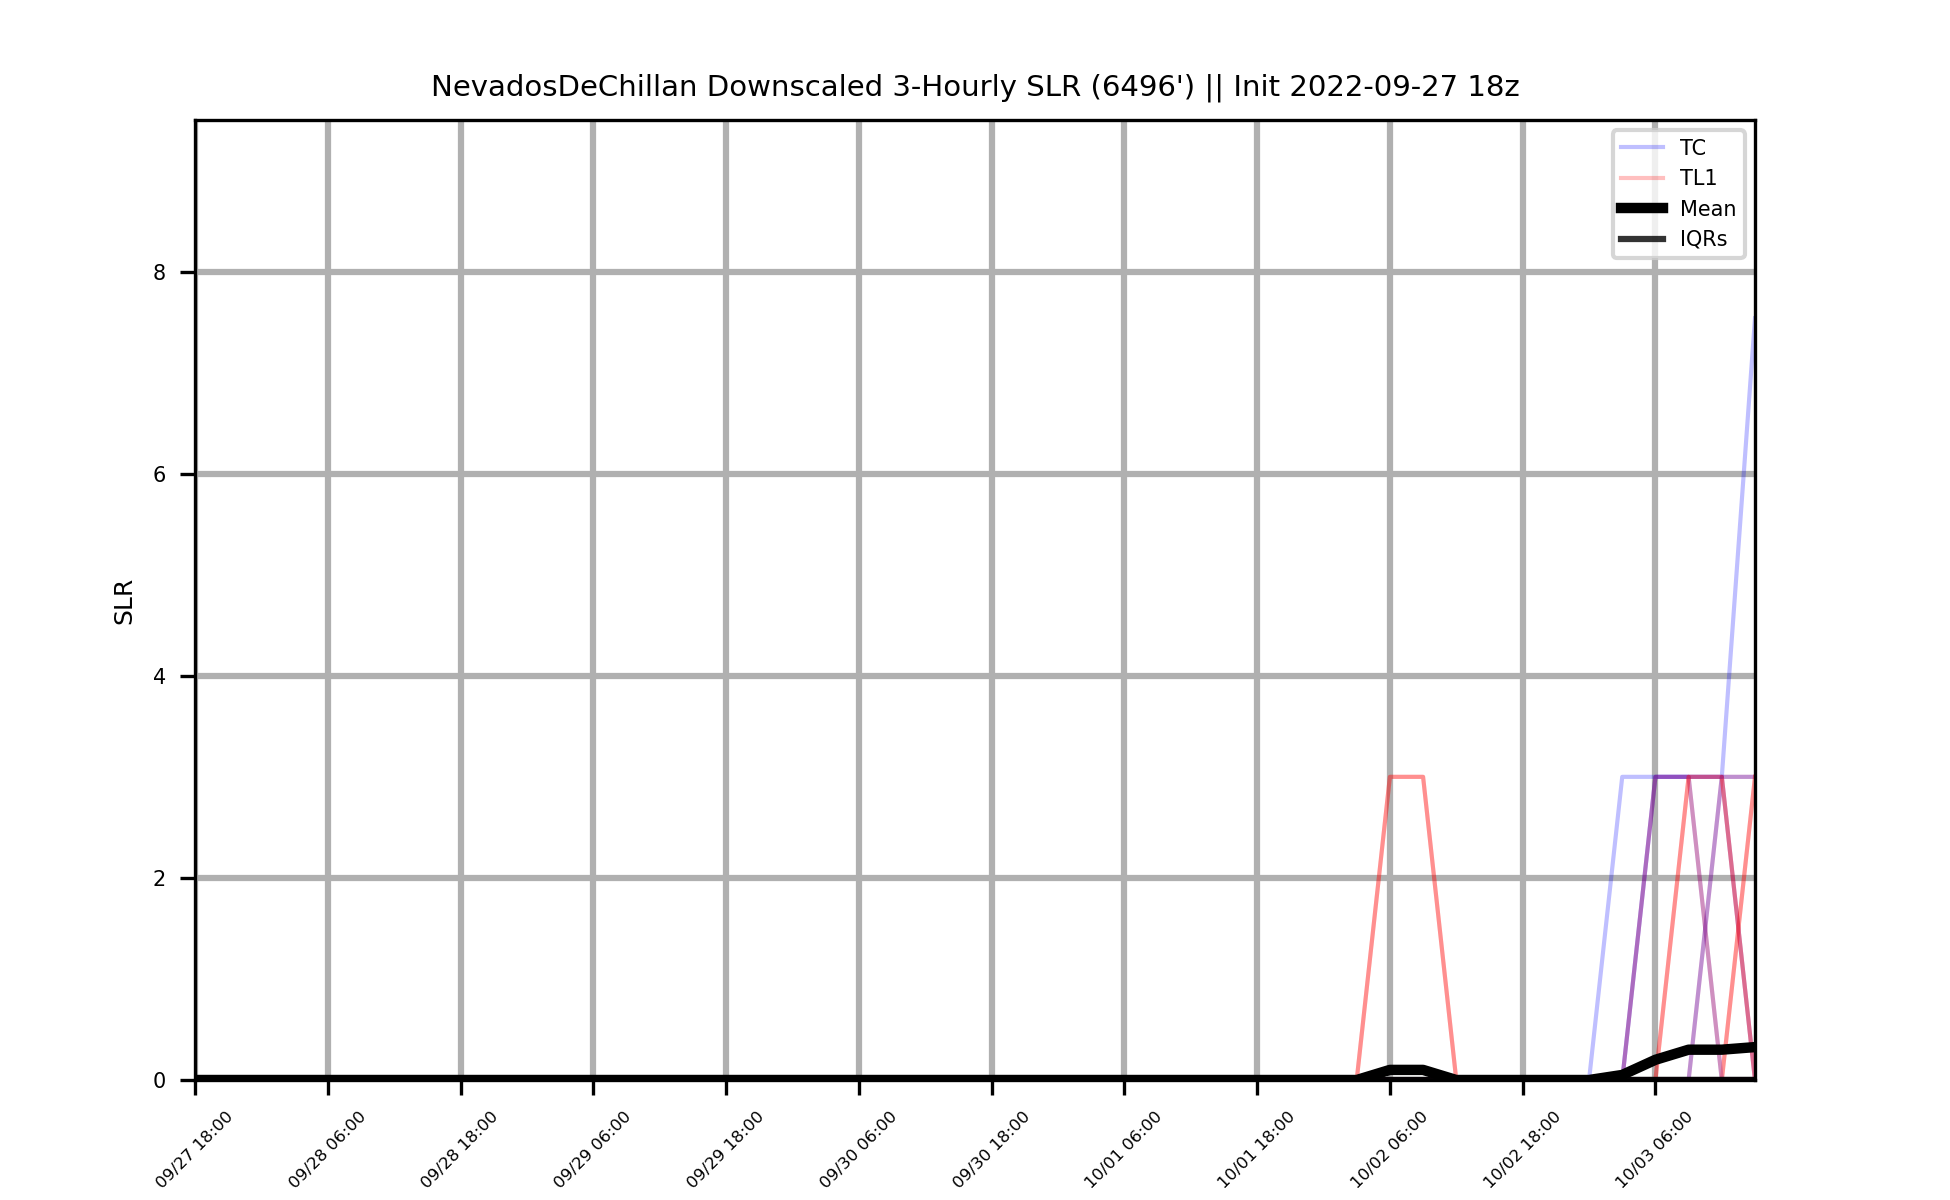 NevadosDeChillan Downscaled 3-Hourly SLR (6496') || Init 2022-09-27 18z
TC
TL1
Mean
IQRs
8
6
4
2
0
SLR
09/27 18:00
09/28 06:00
09/28 18:00
09/29 06:00
09/29 18:00
09/30 06:00
09/30 18:00
10/01 06:00
10/01 18:00
10/02 06:00
10/02 18:00
10/03 06:00